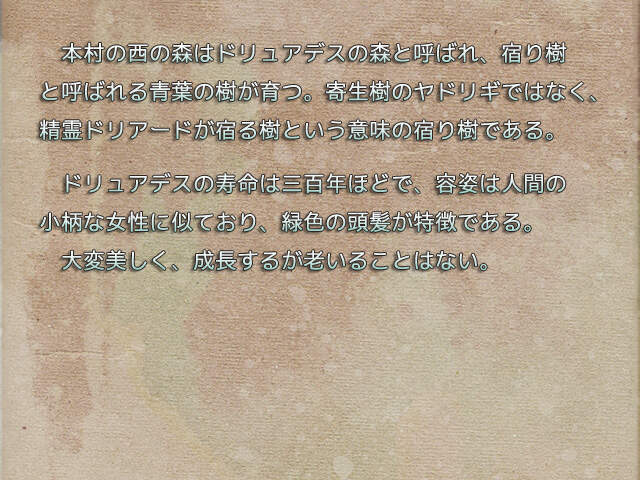 本村の西の森はドリュアデスの森と呼ばれ、宿り樹
と呼ばれる青葉の樹が育つ。寄生樹のヤドリギではなく、
精霊ドリアードが宿る樹という意味の宿り樹である。
ドリュアデスの寿命は三百年ほどで、容姿は人間の
小柄な女性に似ており、緑色の頭髪が特徴である。
大変美しく、成長するが老いることはない。